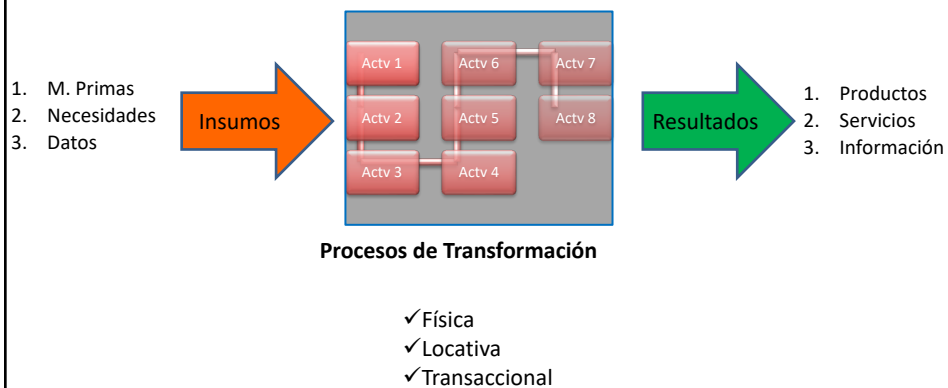 1. M. Primas
2. Necesidades
3. Datos
Insumos
Actv 1
Actv 2
Actv 3
Actv 4
Actv 5
Actv 6
Actv 7
Actv 8
Resultados
1. Productos
2. Servicios
3. Información
Procesos de Transformación
✓Física
✓Locativa
✓Transaccional